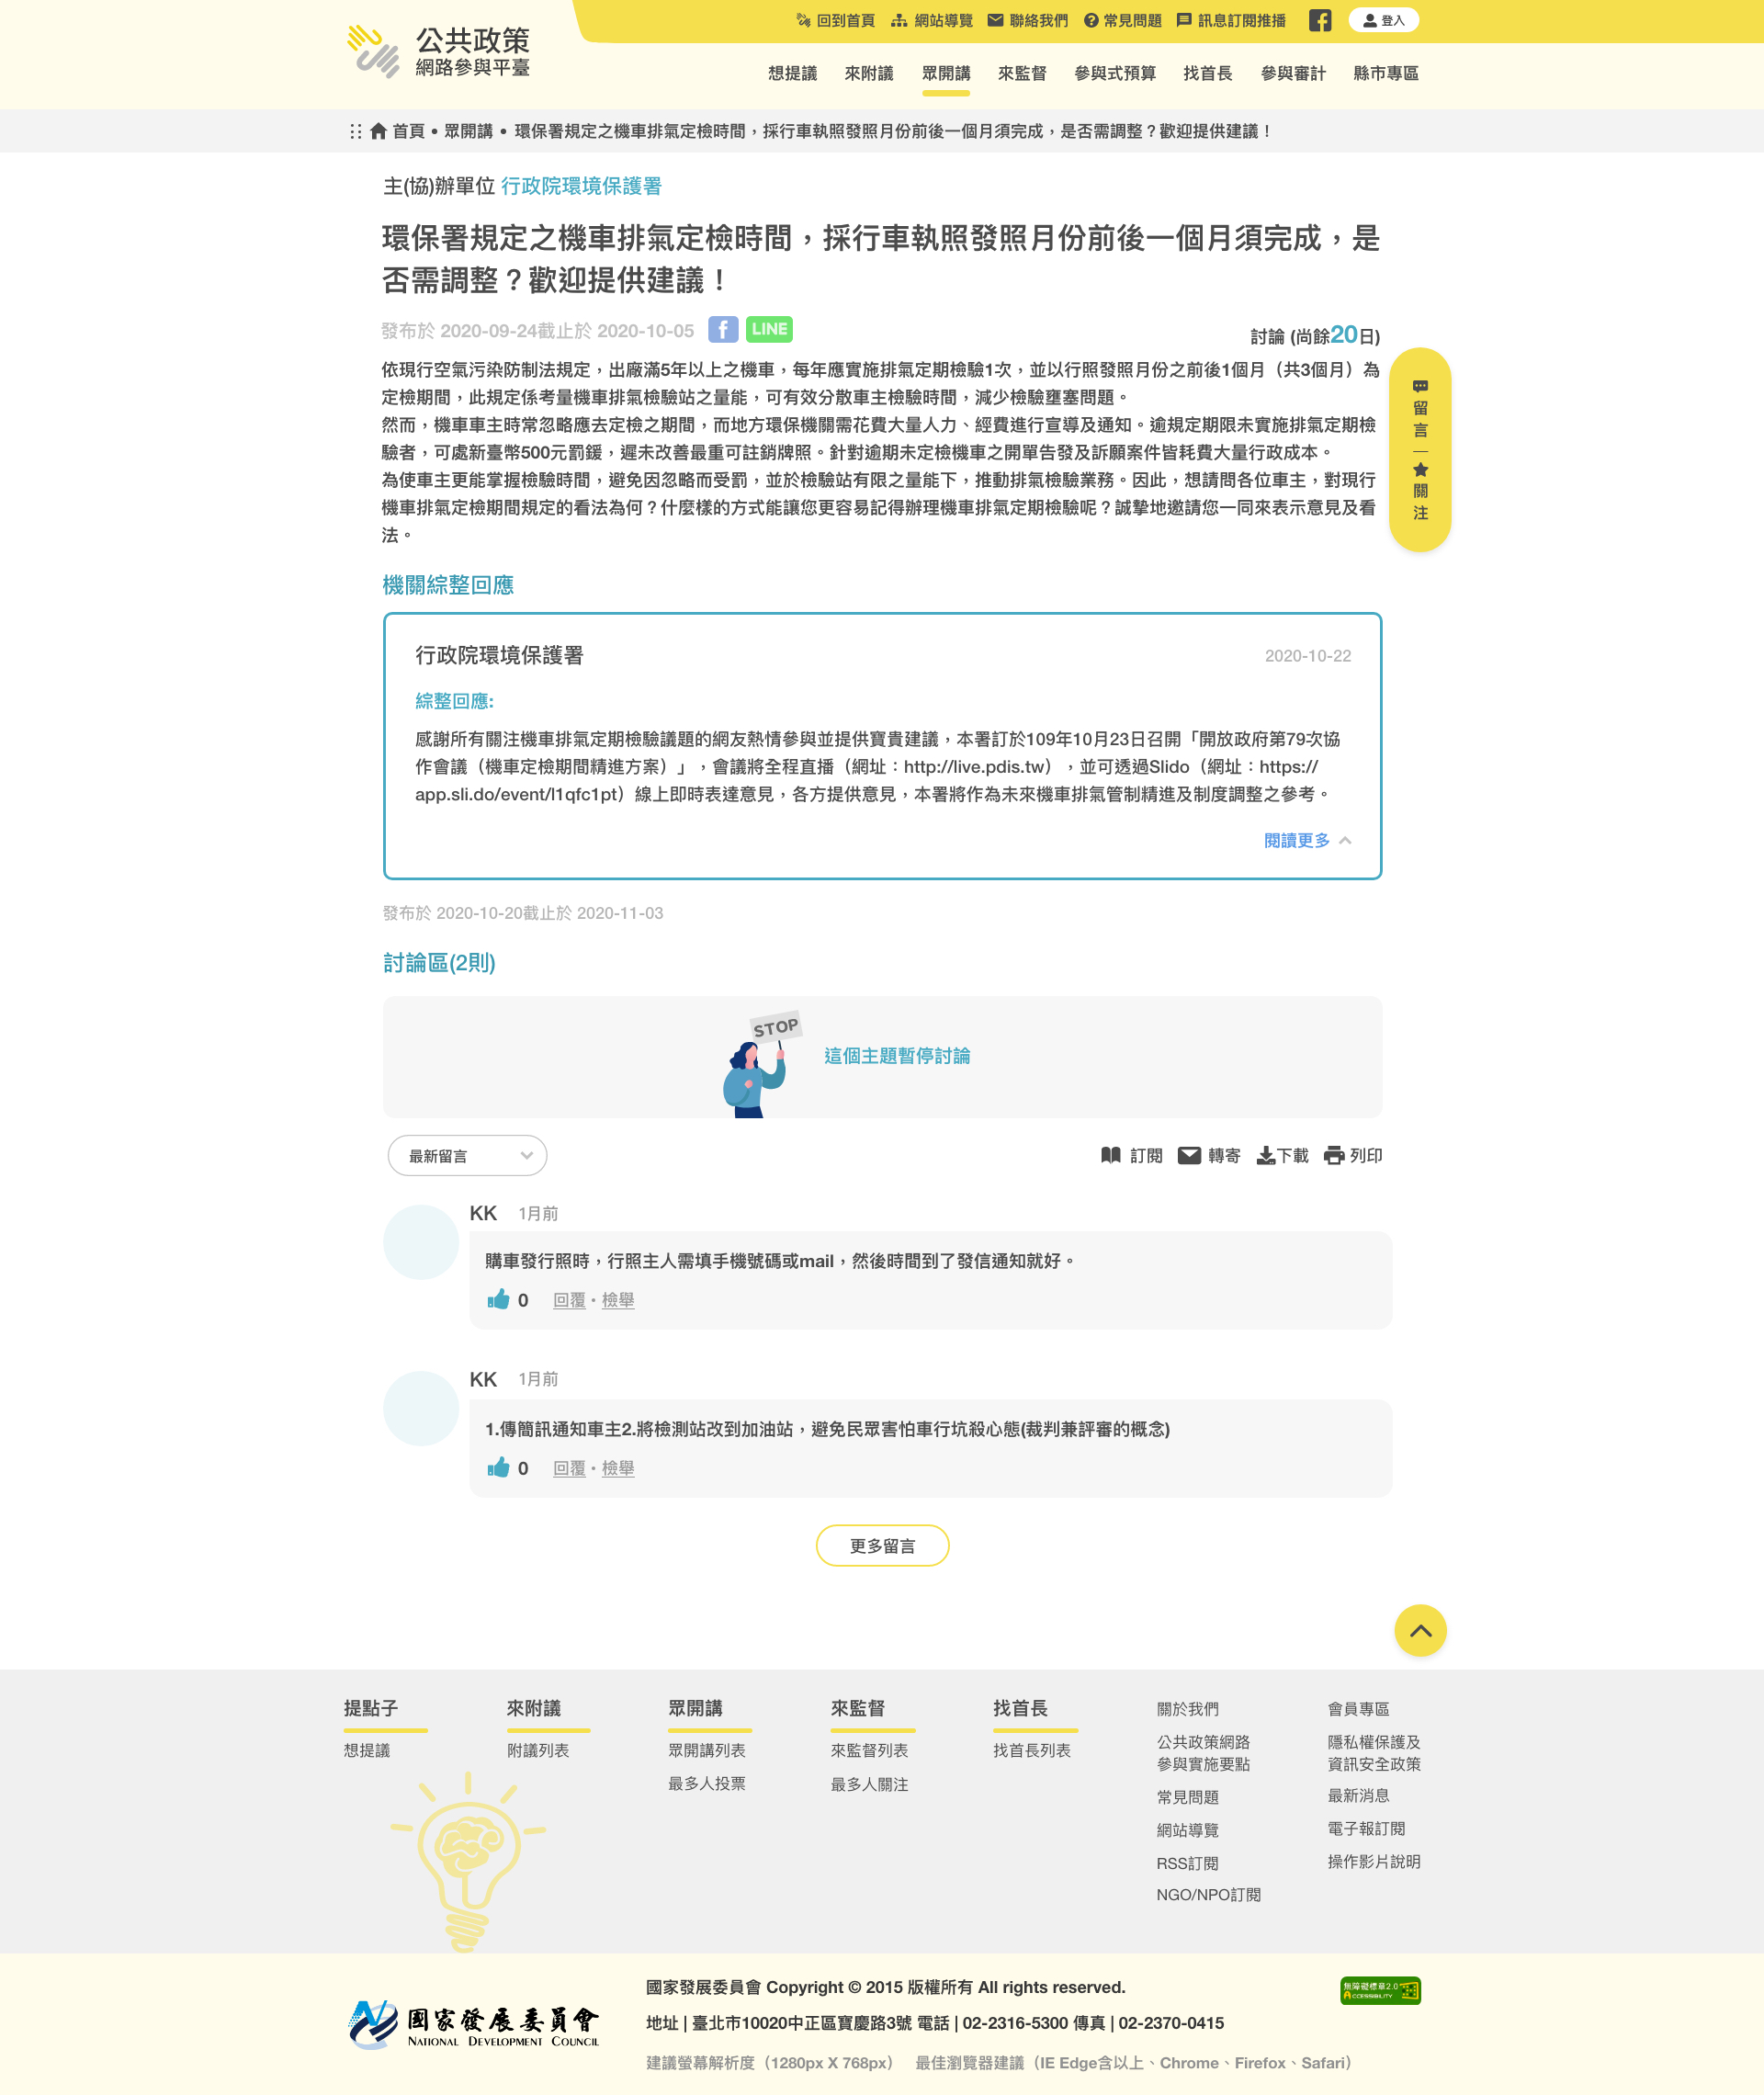 公共政策
網路參與平臺
回到首頁 網站導覽 聯絡我們 常見問題 訊息訂閱推播 登入
想提議 來附議 眾開講 來監督 參與式預算 找首長 參與審計 縣市專區
首頁 • 眾開講 • 環保署規定之機車排氣定檢時間，採行車執照發照月份前後一個月須完成，是否需調整？歡迎提供建議！
主(協)辦單位 行政院環境保護署
環保署規定之機車排氣定檢時間，採行車執照發照月份前後一個月須完成，是
否需調整？歡迎提供建議！
發布於 2020-09-24截止於 2020-10-05 f LINE
討論 (尚餘20日)
依現行空氣污染防制法規定，出廠滿5年以上之機車，每年應實施排氣定期檢驗1次，並以行照發照月份之前後1個月（共3個月）為
定檢期間，此規定係考量機車排氣檢驗站之量能，可有效分散車主檢驗時間，減少檢驗壅塞問題。
然而，機車車主時常忽略應去定檢之期間，而地方環保機關需花費大量人力、經費進行宣導及通知。逾規定期限未實施排氣定期檢
驗者，可處新臺幣500元罰鍰，遲未改善最重可註銷牌照。針對逾期未定檢機車之開單告發及訴願案件皆耗費大量行政成本。
為使車主更能掌握檢驗時間，避免因忽略而受罰，並於檢驗站有限之量能下，推動排氣檢驗業務。因此，想請問各位車主，對現行
機車排氣定檢期間規定的看法為何？什麼樣的方式能讓您更容易記得辦理機車排氣定期檢驗呢？誠摯地邀請您一同來表示意見及看
法。
留言
關注
機關綜整回應
行政院環境保護署 2020-10-22
綜整回應:
感謝所有關注機車排氣定期檢驗議題的網友熱情參與並提供寶貴建議，本署訂於109年10月23日召開「開放政府第79次協
作會議（機車定檢期間精進方案）」，會議將全程直播（網址：http://live.pdis.tw），並可透過Slido（網址：https://
app.sli.do/event/l1qfc1pt）線上即時表達意見，各方提供意見，本署將作為未來機車排氣管制精進及制度調整之參考。
閱讀更多
發布於 2020-10-20截止於 2020-11-03
討論區(2則)
STOP
這個主題暫停討論
最新留言 訂閱 轉寄 下載 列印
KK 1月前
購車發行照時，行照主人需填手機號碼或mail，然後時間到了發信通知就好。
0 回覆・檢舉
KK 1月前
1.傳簡訊通知車主2.將檢測站改到加油站，避免民眾害怕車行坑殺心態(裁判兼評審的概念)
0 回覆・檢舉
更多留言
提點子
想提議
來附議
附議列表
眾開講
眾開講列表
最多人投票
來監督
來監督列表
最多人關注
找首長
找首長列表
關於我們
公共政策網路
參與實施要點
常見問題
網站導覽
RSS訂閱
NGO/NPO訂閱
會員專區
隱私權保護及
資訊安全政策
最新消息
電子報訂閱
操作影片說明
國家發展委員會
NATIONAL DEVELOPMENT COUNCIL
國家發展委員會 Copyright © 2015 版權所有 All rights reserved.
地址 | 臺北市10020中正區寶慶路3號 電話 | 02-2316-5300 傳真 | 02-2370-0415
建議螢幕解析度（1280px X 768px） 最佳瀏覽器建議（IE Edge含以上、Chrome、Firefox、Safari）
無障礙標章2.0
ACCESSIBILITY